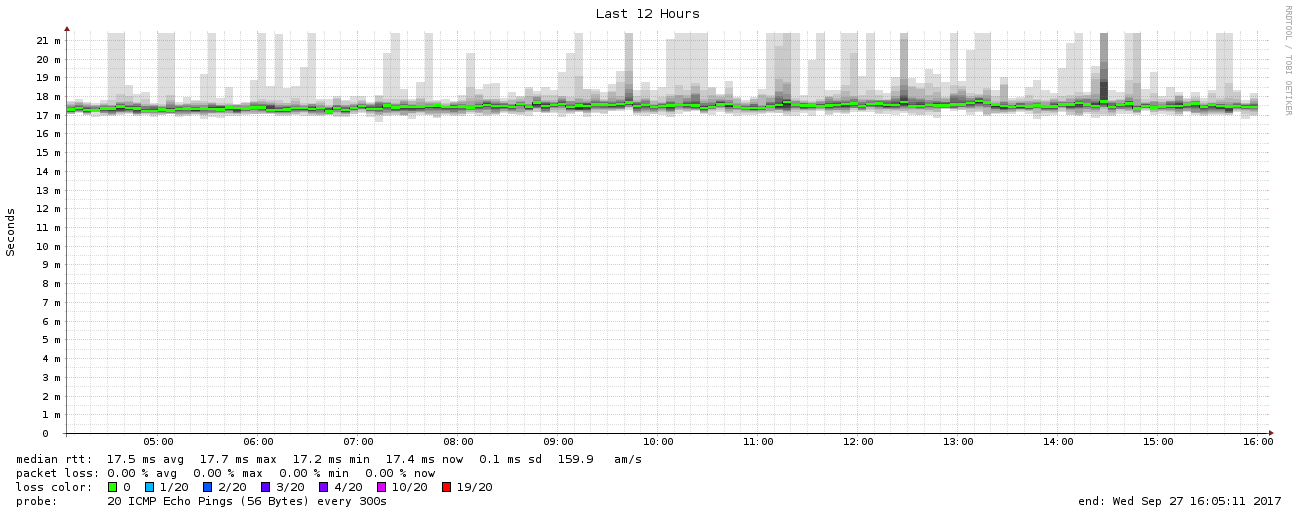 Last 12 Hours
RRDTOOL / TOBI OETIKER
Seconds
21 m
20 m
19 m
18 m
17 m
16 m
15 m
14 m
13 m
12 m
11 m
10 m
9 m
8 m
7 m
6 m
5 m
4 m
3 m
2 m
1 m
0
05:00 06:00 07:00 08:00 09:00 10:00 11:00 12:00 13:00 14:00 15:00 16:00
median rtt: 17.5 ms avg 17.7 ms max 17.2 ms min 17.4 ms now 0.1 ms sd 159.9 am/s
packet loss: 0.00 % avg 0.00 % max 0.00 % min 0.00 % now
loss color: 0 1/20 2/20 3/20 4/20 10/20 19/20
probe: 20 ICMP Echo Pings (56 Bytes) every 300s end: Wed Sep 27 16:05:11 2017